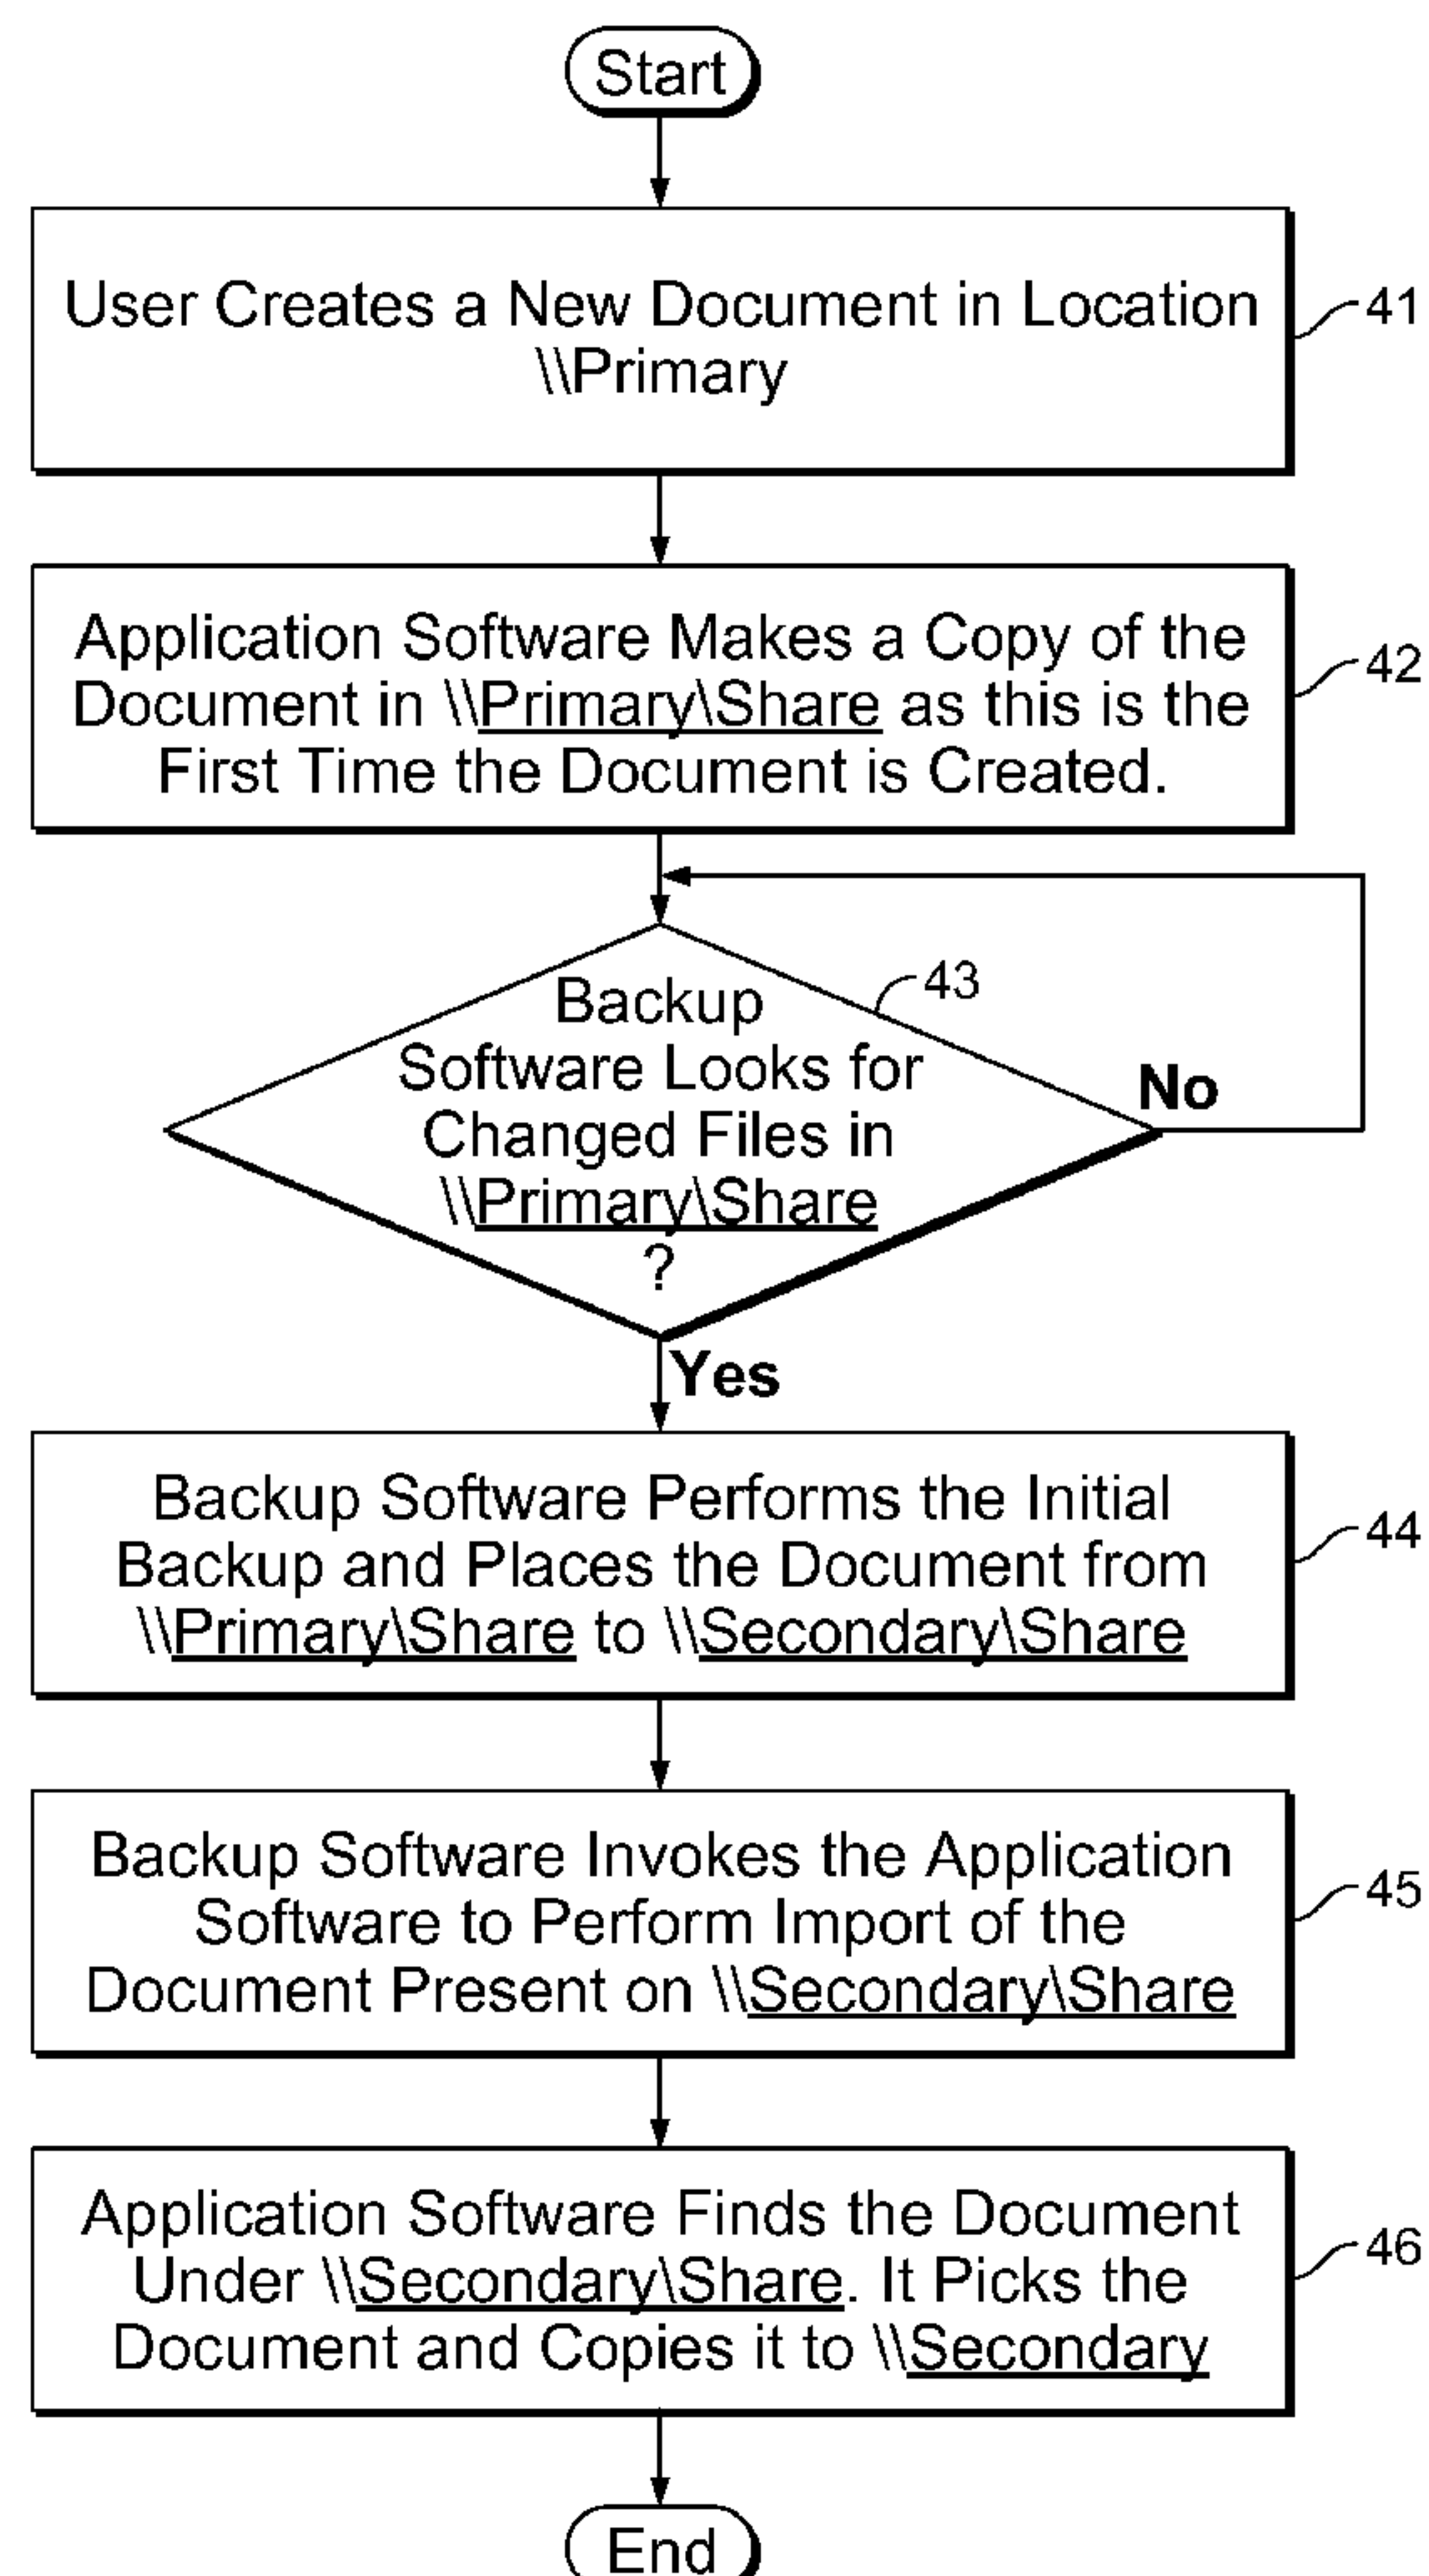 Start
User Creates a New Document in Location
\\Primary
41
Application Software Makes a Copy of the
Document in \\Primary\Share as this is the
First Time the Document is Created.
42
Backup
Software Looks for
Changed Files in
\\Primary\Share
?
43
No
Yes
Backup Software Performs the Initial
Backup and Places the Document from
\\Primary\Share to \\Secondary\Share
44
Backup Software Invokes the Application
Software to Perform Import of the
Document Present on \\Secondary\Share
45
Application Software Finds the Document
Under \\Secondary\Share. It Picks the
Document and Copies it to \\Secondary
46
End